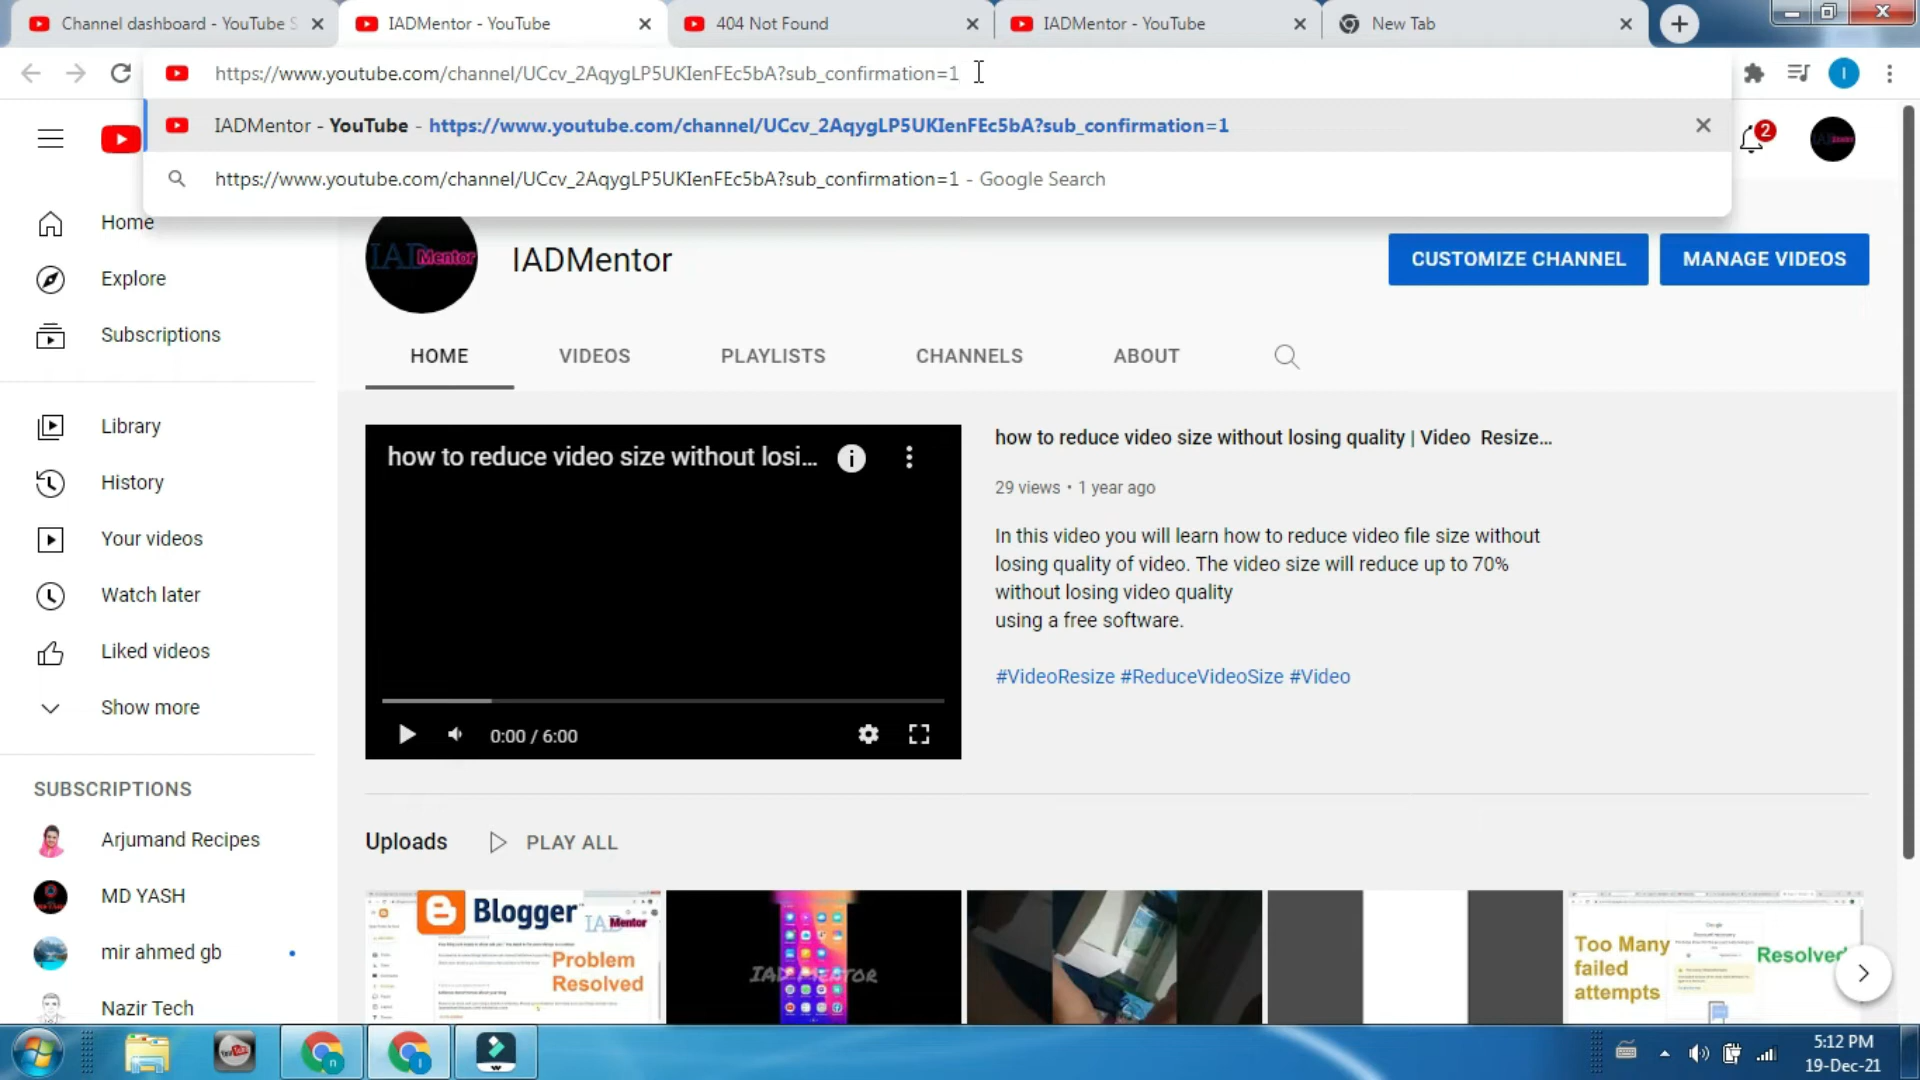 Channel dashboard - YouTube S
IADMentor - YouTube
404 Not Found
IADMentor - YouTube
New Tab
https://www.youtube.com/channel/UCcv_2AqygLP5UKIenFEc5bA?sub_confirmation=1
I
IADMentor - YouTube - https://www.youtube.com/channel/UCcv_2AqygLP5UKIenFEc5bA?sub_confirmation=1
https://www.youtube.com/channel/UCcv_2AqygLP5UKIenFEc5bA?sub_confirmation=1 - Google Search
2
Home
Explore
Subscriptions
Library
History
Your videos
Watch later
Liked videos
Show more
SUBSCRIPTIONS
Arjumand Recipes
MD YASH
mir ahmed gb
Nazir Tech
IADMentor
IADMentor
CUSTOMIZE CHANNEL
MANAGE VIDEOS
HOME
VIDEOS
PLAYLISTS
CHANNELS
ABOUT
how to reduce video size without losi...
0:00 / 6:00
how to reduce video size without losing quality | Video Resize...
29 views • 1 year ago
In this video you will learn how to reduce video file size without
losing quality of video. The video size will reduce up to 70%
without losing video quality
using a free software.
#VideoResize #ReduceVideoSize #Video
Uploads
PLAY ALL
Blogger
IADMentor
Problem
Resolved
IAD MENTOR
Google
Too Many
failed
attempts
Resolved
5:12 PM
19-Dec-21